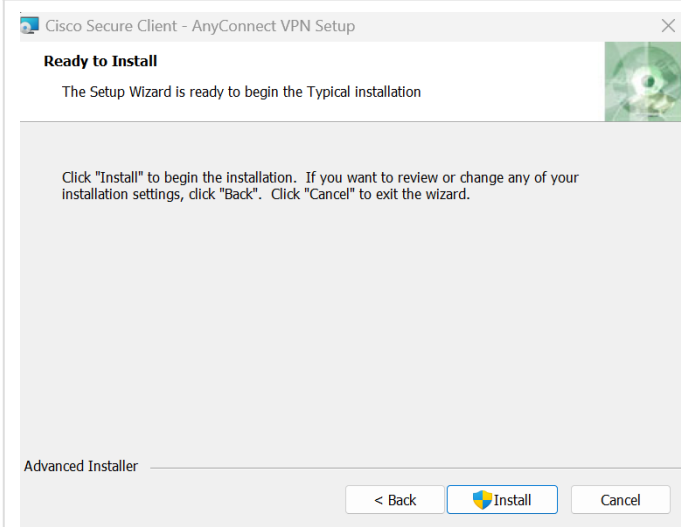 Cisco Secure Client - AnyConnect VPN Setup
Ready to Install
The Setup Wizard is ready to begin the Typical installation
Click "Install" to begin the installation.  If you want to review or change any of your
installation settings, click "Back".  Click "Cancel" to exit the wizard.
Advanced Installer
< Back
Install
Cancel